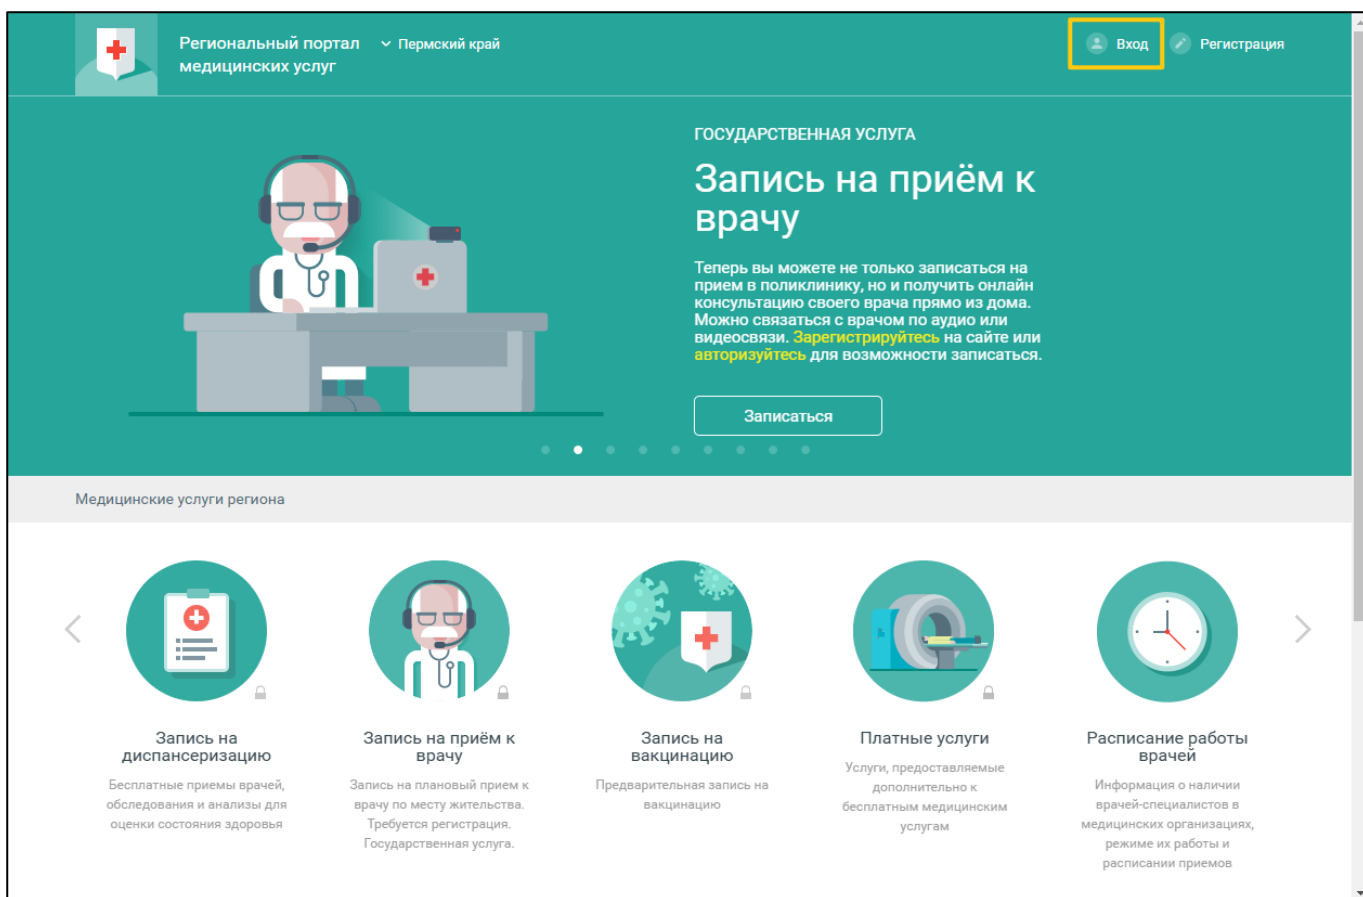 Региональный портал
медицинских услуг
Пермский край
Вход
Регистрация
ГОСУДАРСТВЕННАЯ УСЛУГА
Запись на приём к
врачу
Теперь вы можете не только записаться на
прием в поликлинику, но и получить онлайн
консультацию своего врача прямо из дома.
Можно связаться с врачом по аудио или
видеосвязи. Зарегистрируйтесь на сайте или
авторизуйтесь для возможности записаться.
Записаться
Медицинские услуги региона
Запись на
диспансеризацию
Бесплатные приемы врачей,
обследования и анализы для
оценки состояния здоровья
Запись на приём к
врачу
Запись на плановый прием к
врачу по месту жительства.
Требуется регистрация.
Государственная услуга.
Запись на
вакцинацию
Предварительная запись на
вакцинацию
Платные услуги
Услуги, предоставляемые
дополнительно к
бесплатным медицинским
услугам
Расписание работы
врачей
Информация о наличии
врачей-специалистов в
медицинских организациях,
режиме их работы и
расписании приемов